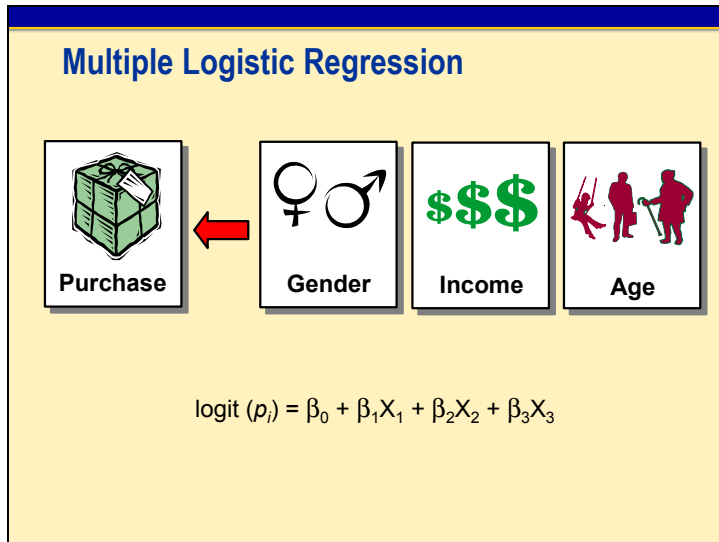 Multiple Logistic Regression
$$$
Purchase
Gender
Income
Age
logit (pᵢ) = β₀ + β₁X₁ + β₂X₂ + β₃X₃